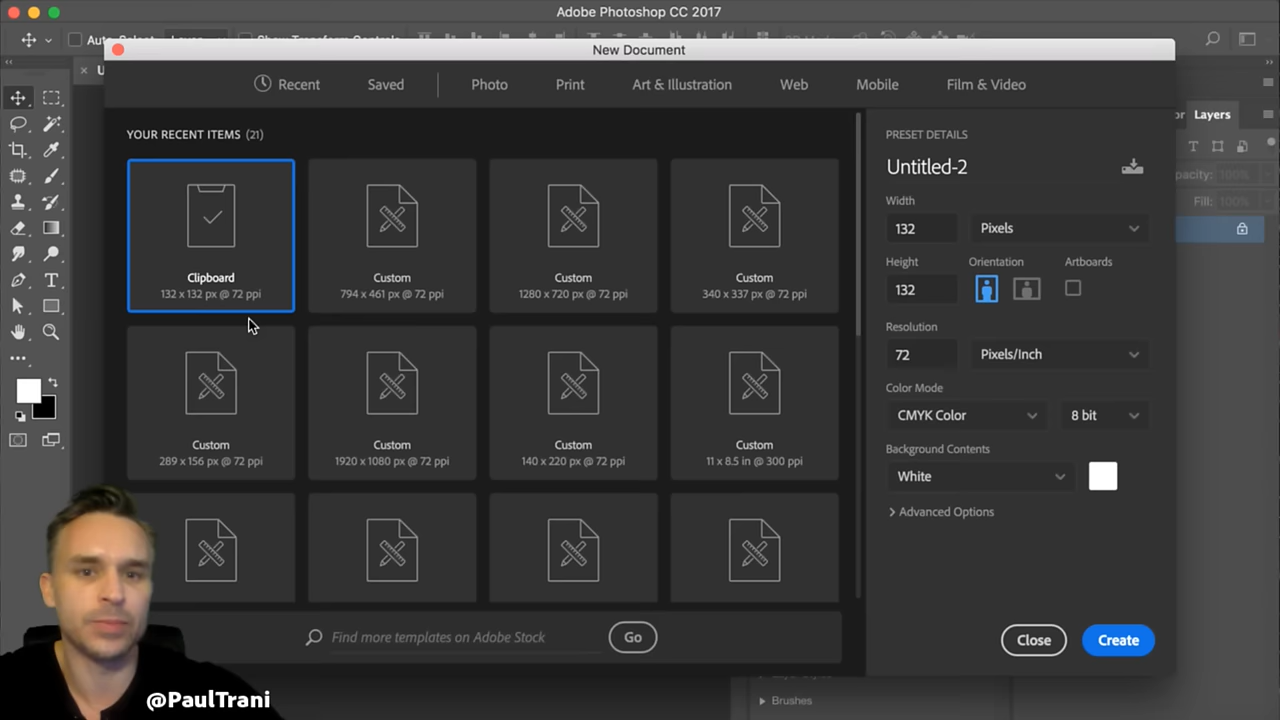 Adobe Photoshop CC 2017
Auto-Select: Layer Show Transform Controls
New Document
Recent Saved Photo Print Art & Illustration Web Mobile Film & Video
YOUR RECENT ITEMS (21)
Clipboard
132 x 132 px @ 72 ppi
Custom
794 x 461 px @ 72 ppi
Custom
1280 x 720 px @ 72 ppi
Custom
340 x 337 px @ 72 ppi
Custom
289 x 156 px @ 72 ppi
Custom
1920 x 1080 px @ 72 ppi
Custom
140 x 220 px @ 72 ppi
Custom
11 x 8.5 in @ 300 ppi
Find more templates on Adobe Stock
Go
PRESET DETAILS
Untitled-2
Width
132 Pixels
Height Orientation Artboards
132
Resolution
72 Pixels/Inch
Color Mode
CMYK Color 8 bit
Background Contents
White
Advanced Options
Close Create
Layers
Opacity: 100%
Fill: 100%
Brushes
@PaulTrani